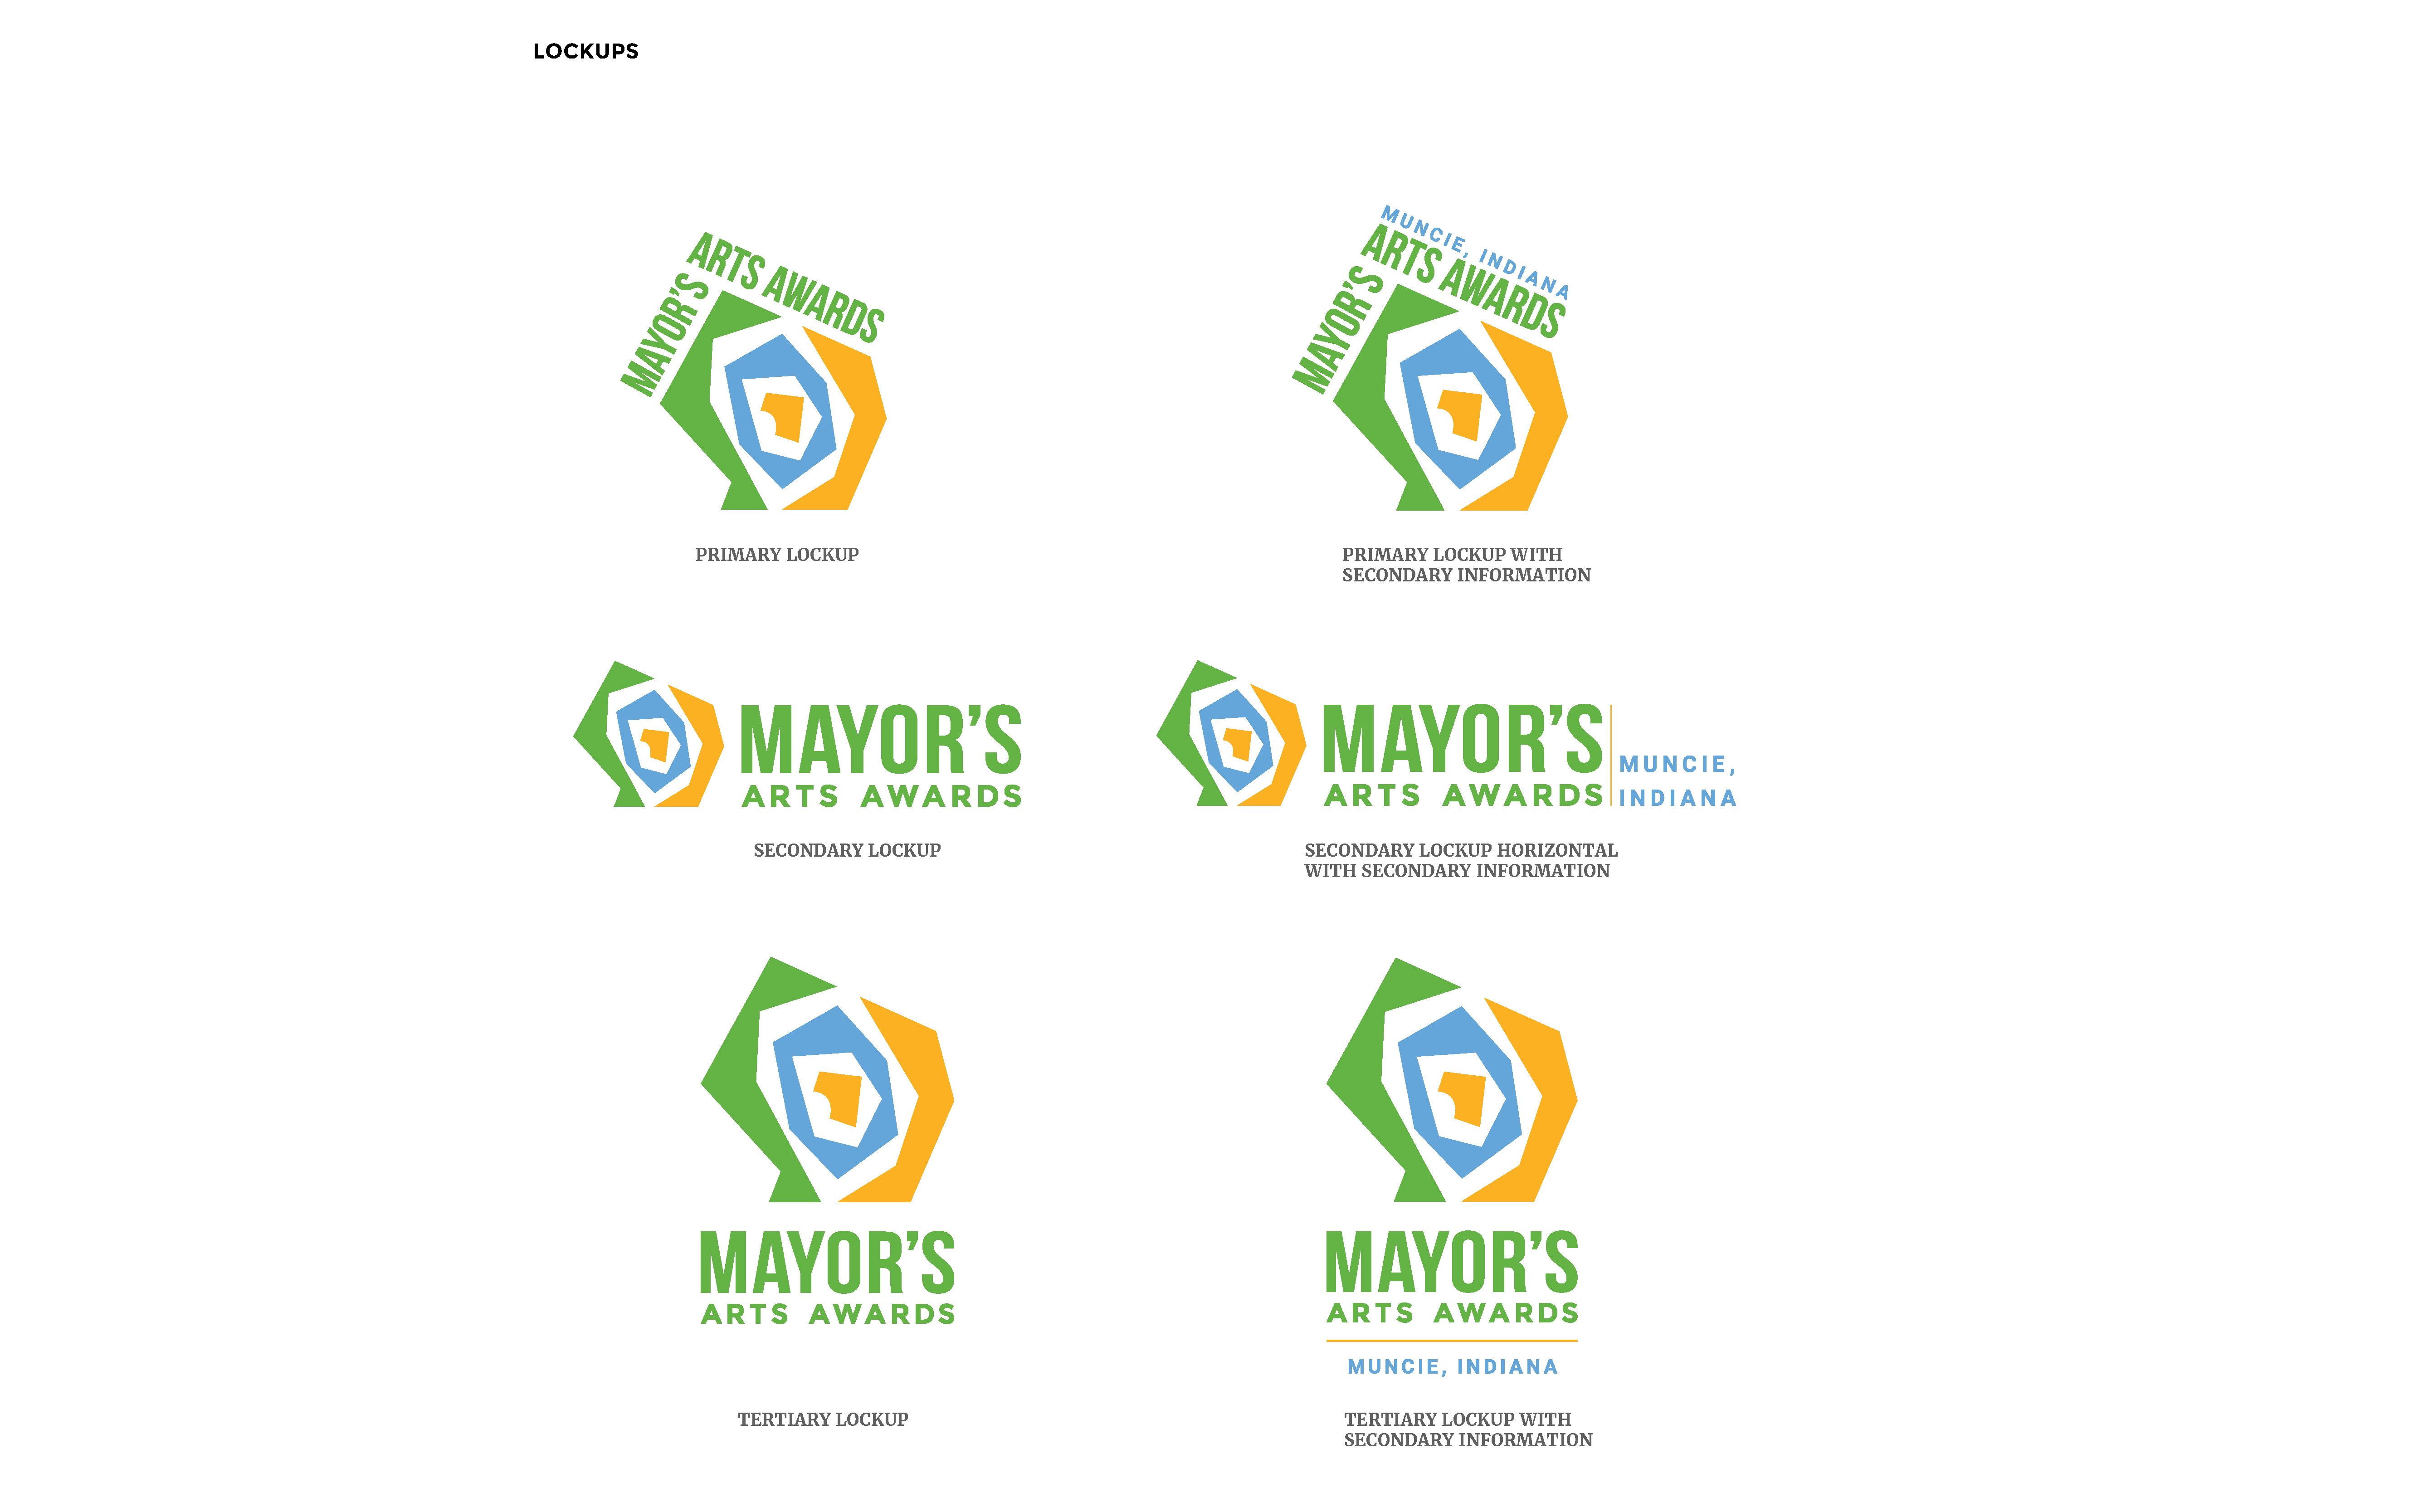 LOCKUPS
MAYOR'S
ARTS AWARDS
PRIMARY LOCKUP
MUNCIE, INDIANA
MAYOR'S
ARTS AWARDS
PRIMARY LOCKUP WITH
SECONDARY INFORMATION
MAYOR'S
ARTS AWARDS
SECONDARY LOCKUP
MAYOR'S
ARTS AWARDS
MUNCIE,
INDIANA
SECONDARY LOCKUP HORIZONTAL
WITH SECONDARY INFORMATION
MAYOR'S
ARTS AWARDS
TERTIARY LOCKUP
MAYOR'S
ARTS AWARDS
MUNCIE, INDIANA
TERTIARY LOCKUP WITH
SECONDARY INFORMATION